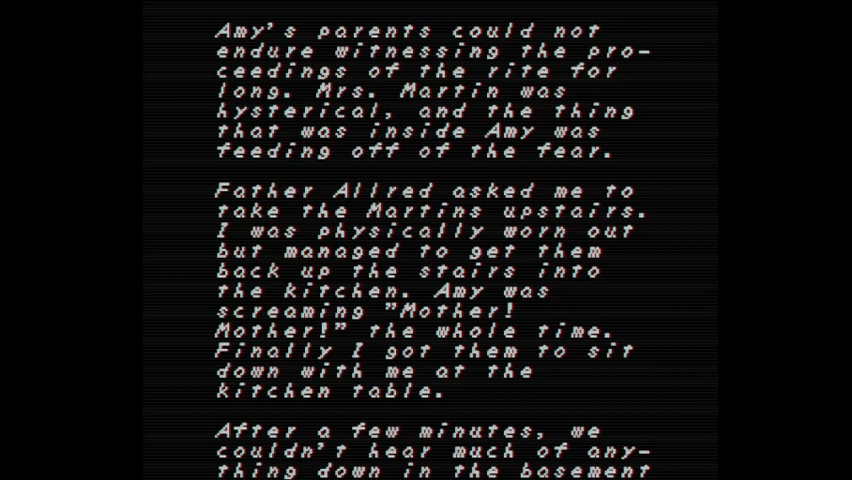 Amy's parents could not
endure witnessing the pro-
ceedings of the rite for
long. Mrs. Martin was
hysterical, and the thing
that was inside Amy was
feeding off of the fear.
Father Allred asked me to
take the Martins upstairs.
I was physically worn out
but managed to get them
back up the stairs into
the kitchen. Amy was
screaming "Mother!
Mother!" the whole time.
Finally I got them to sit
down with me at the
kitchen table.
After a few minutes, we
couldn't hear much of any-
thing down in the basement